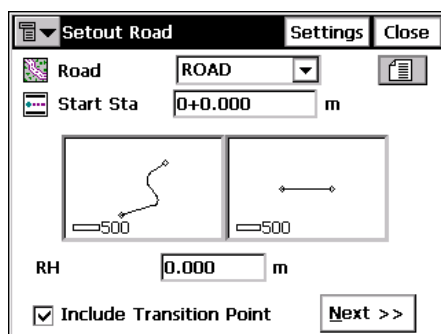 Setout Road Settings Close
Road ROAD
Start Sta 0+0.000 m
500 500
RH 0.000 m
Include Transition Point Next >>